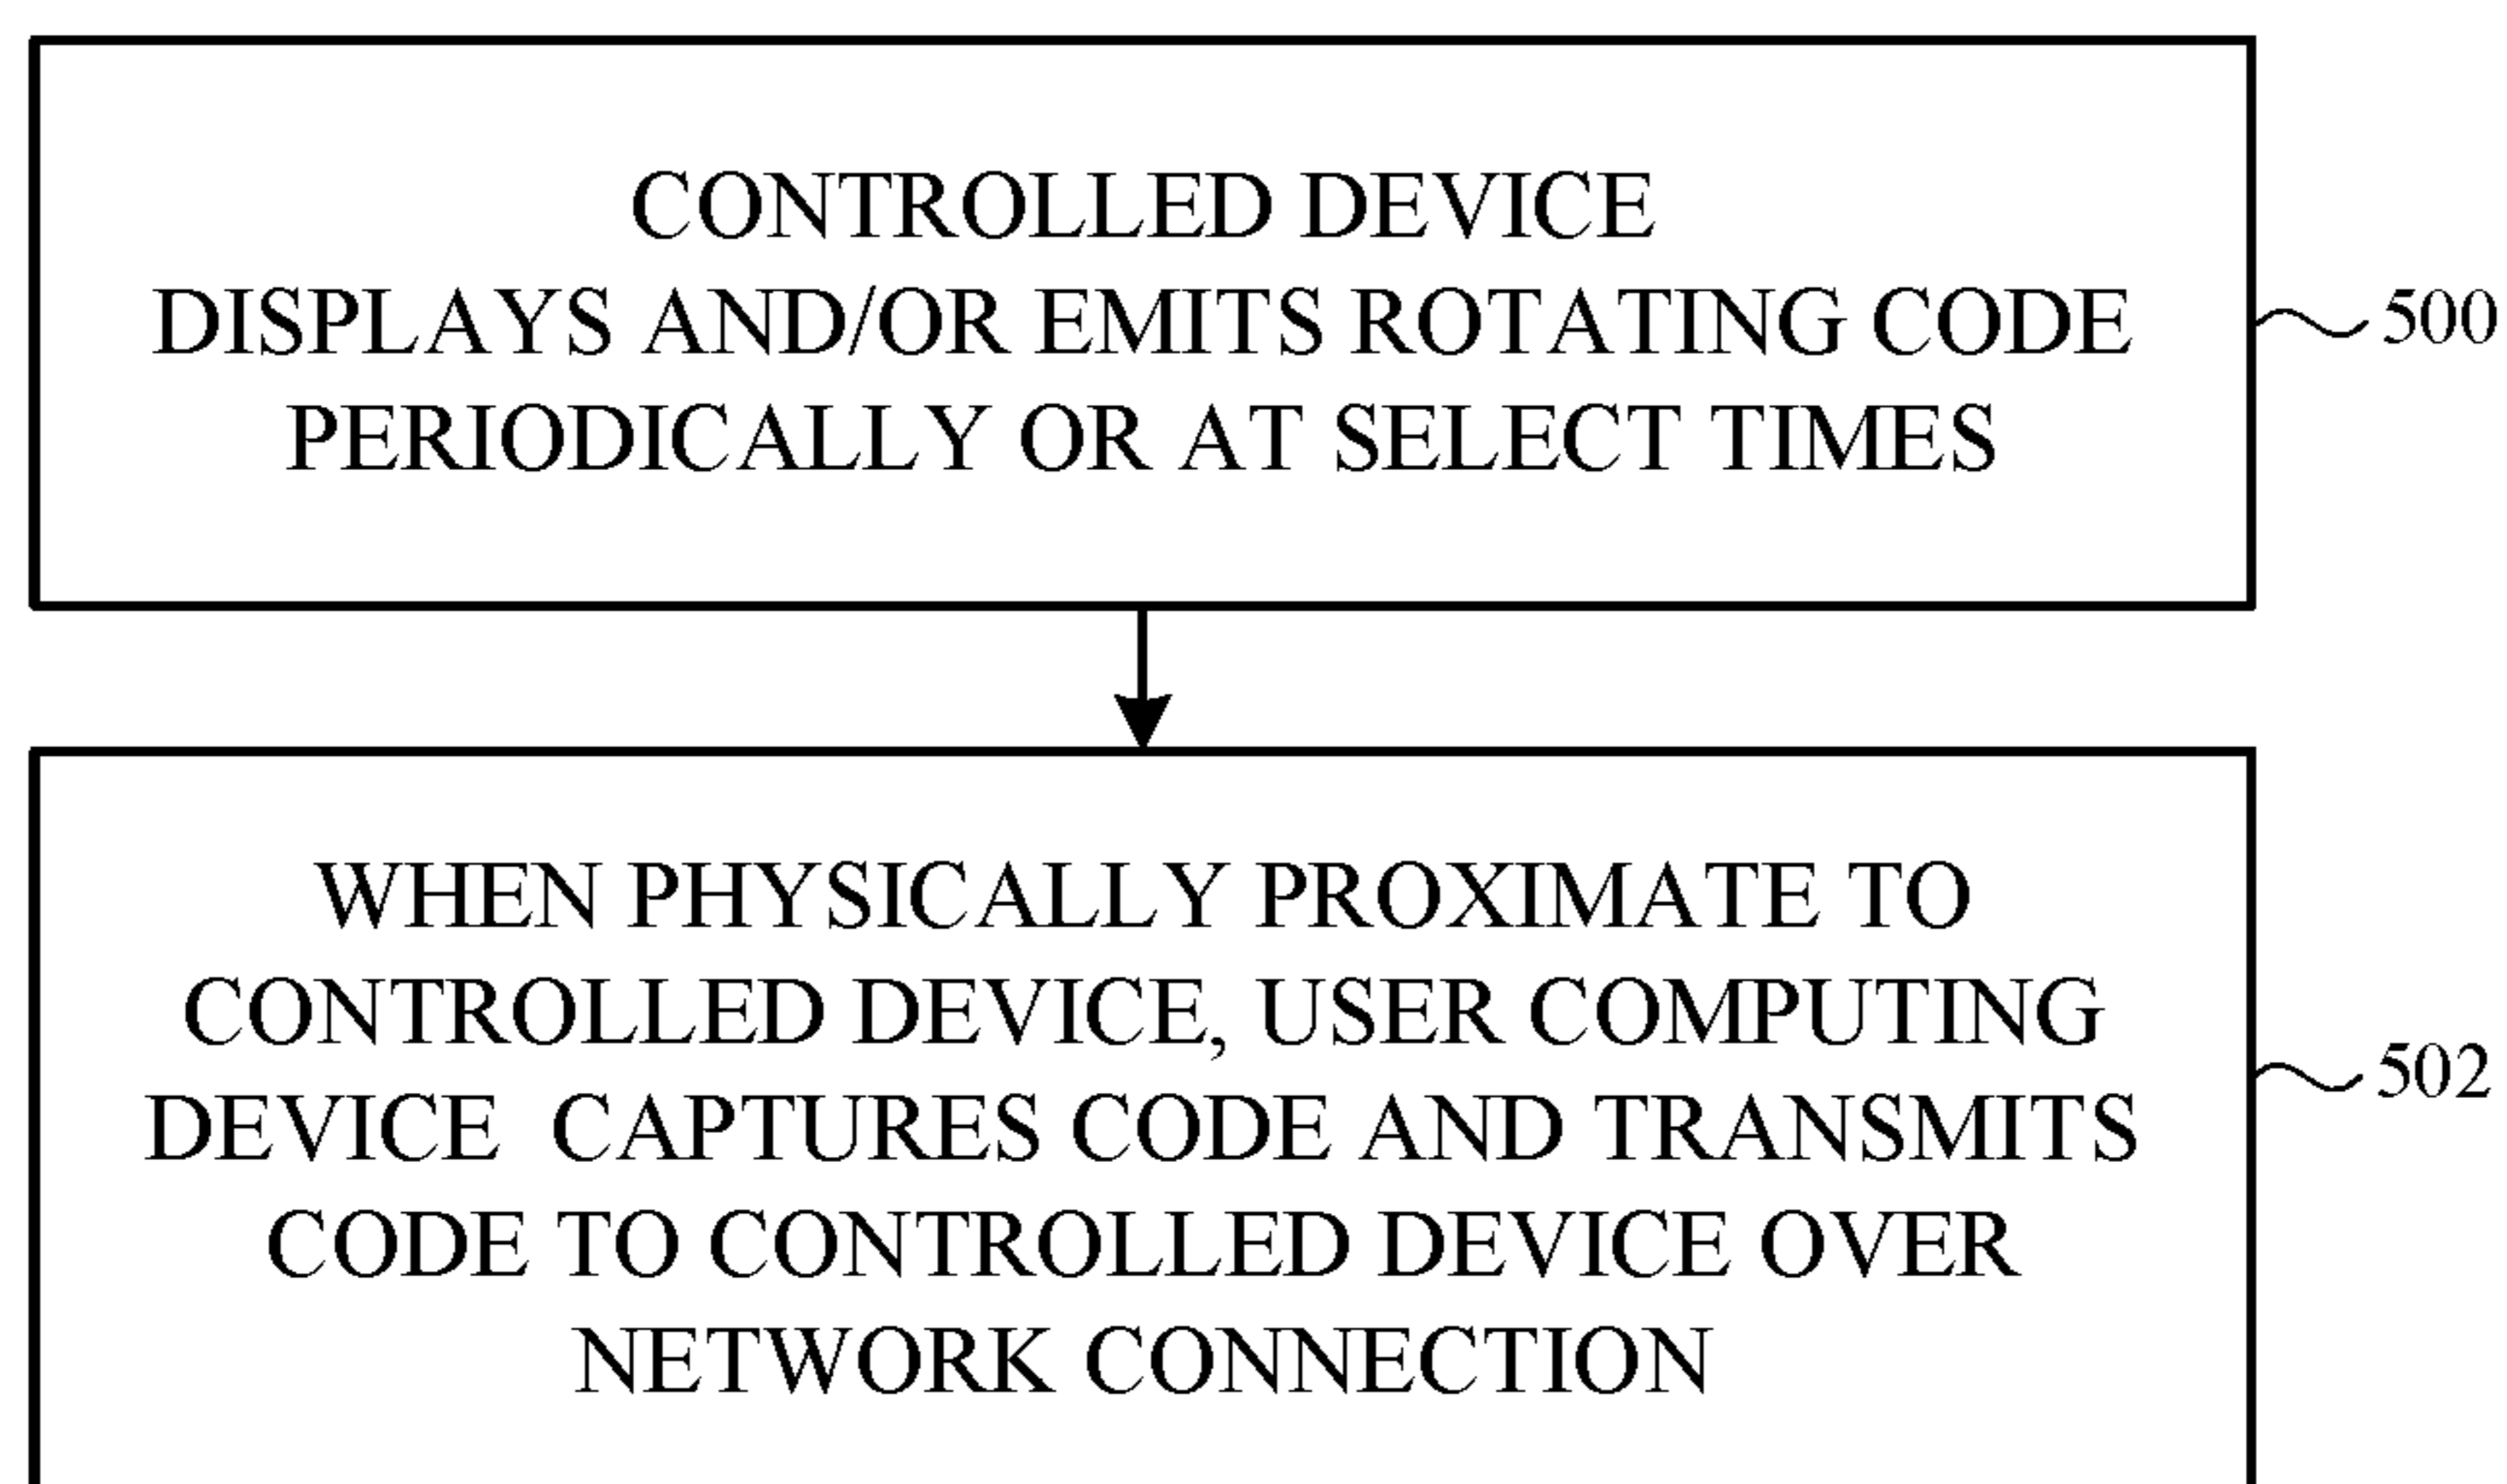 CONTROLLED DEVICE
DISPLAYS AND/OR EMITS ROTATING CODE
PERIODICALLY OR AT SELECT TIMES
500
WHEN PHYSICALLY PROXIMATE TO
CONTROLLED DEVICE, USER COMPUTING
DEVICE CAPTURES CODE AND TRANSMITS
CODE TO CONTROLLED DEVICE OVER
NETWORK CONNECTION
502